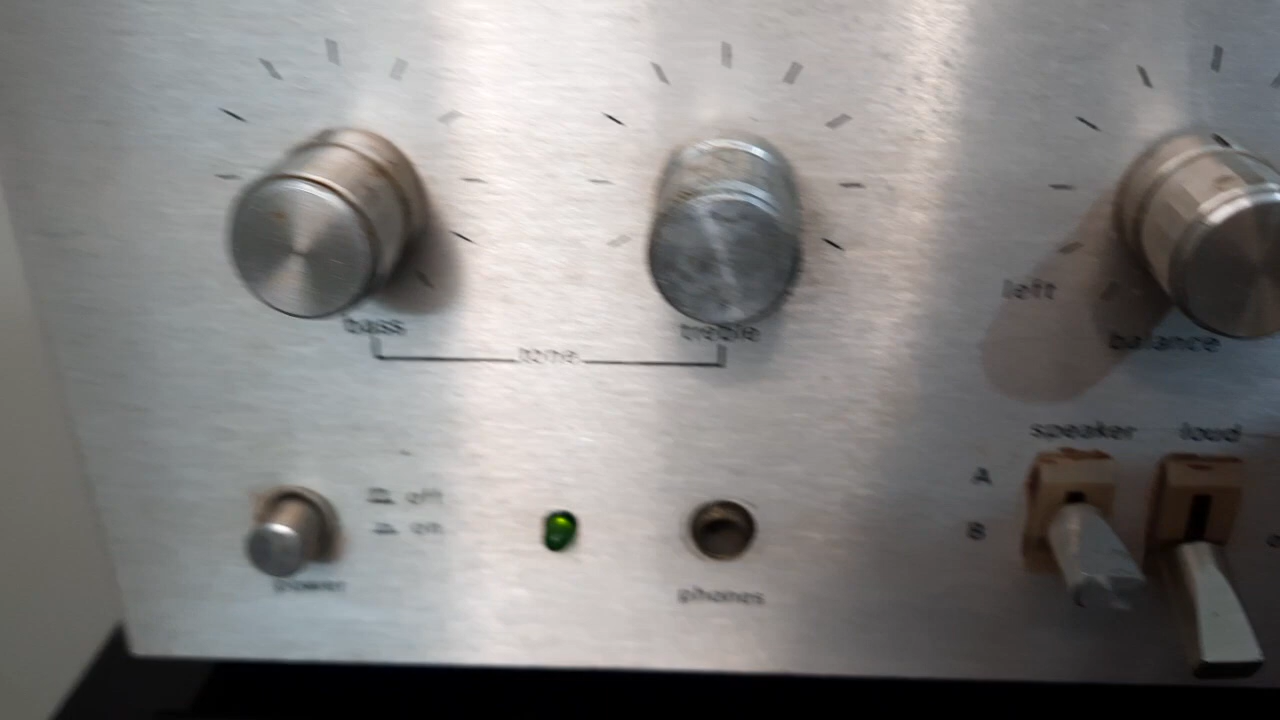 bass
treble
tone
left
balance
speaker
loud
A
B
off
on
power
phones